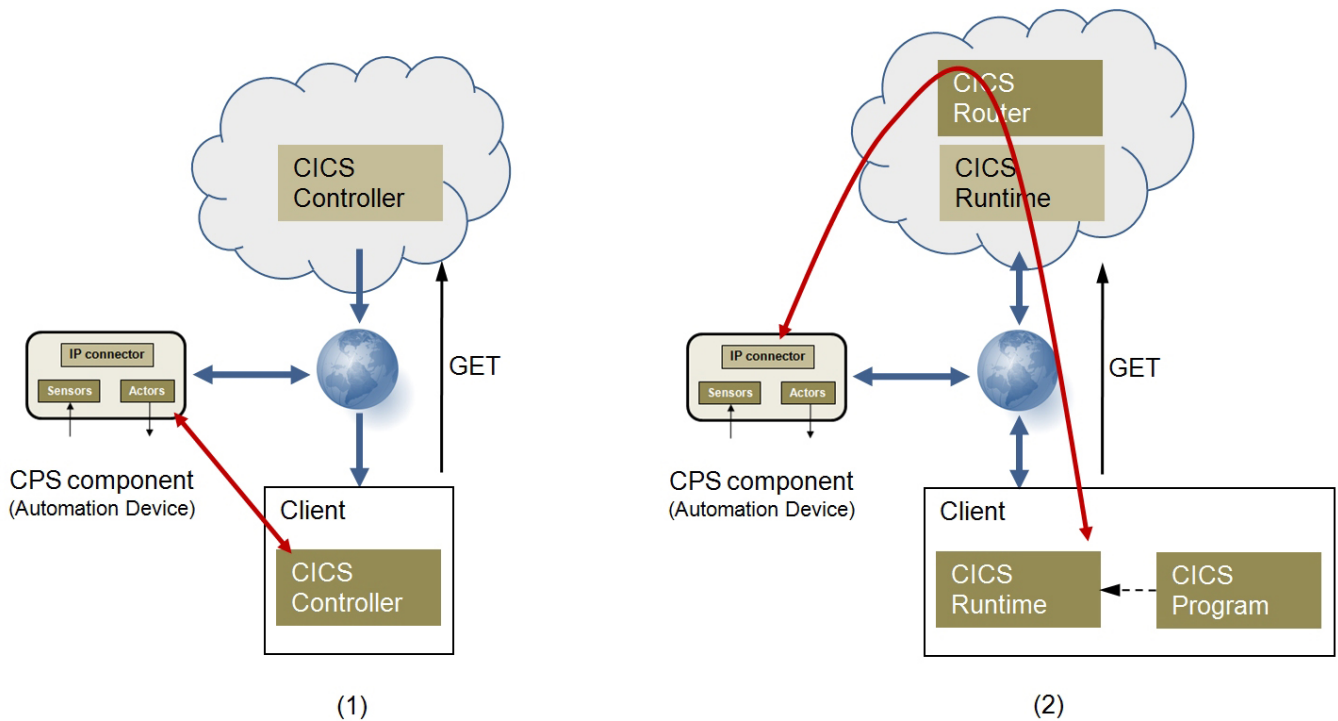 CICS
Controller
IP connector
Sensors Actors
GET
CPS component
(Automation Device)
Client
CICS
Controller
(1)
CICS
Router
CICS
Runtime
IP connector
Sensors Actors
GET
CPS component
(Automation Device)
Client
CICS
Runtime
CICS
Program
(2)